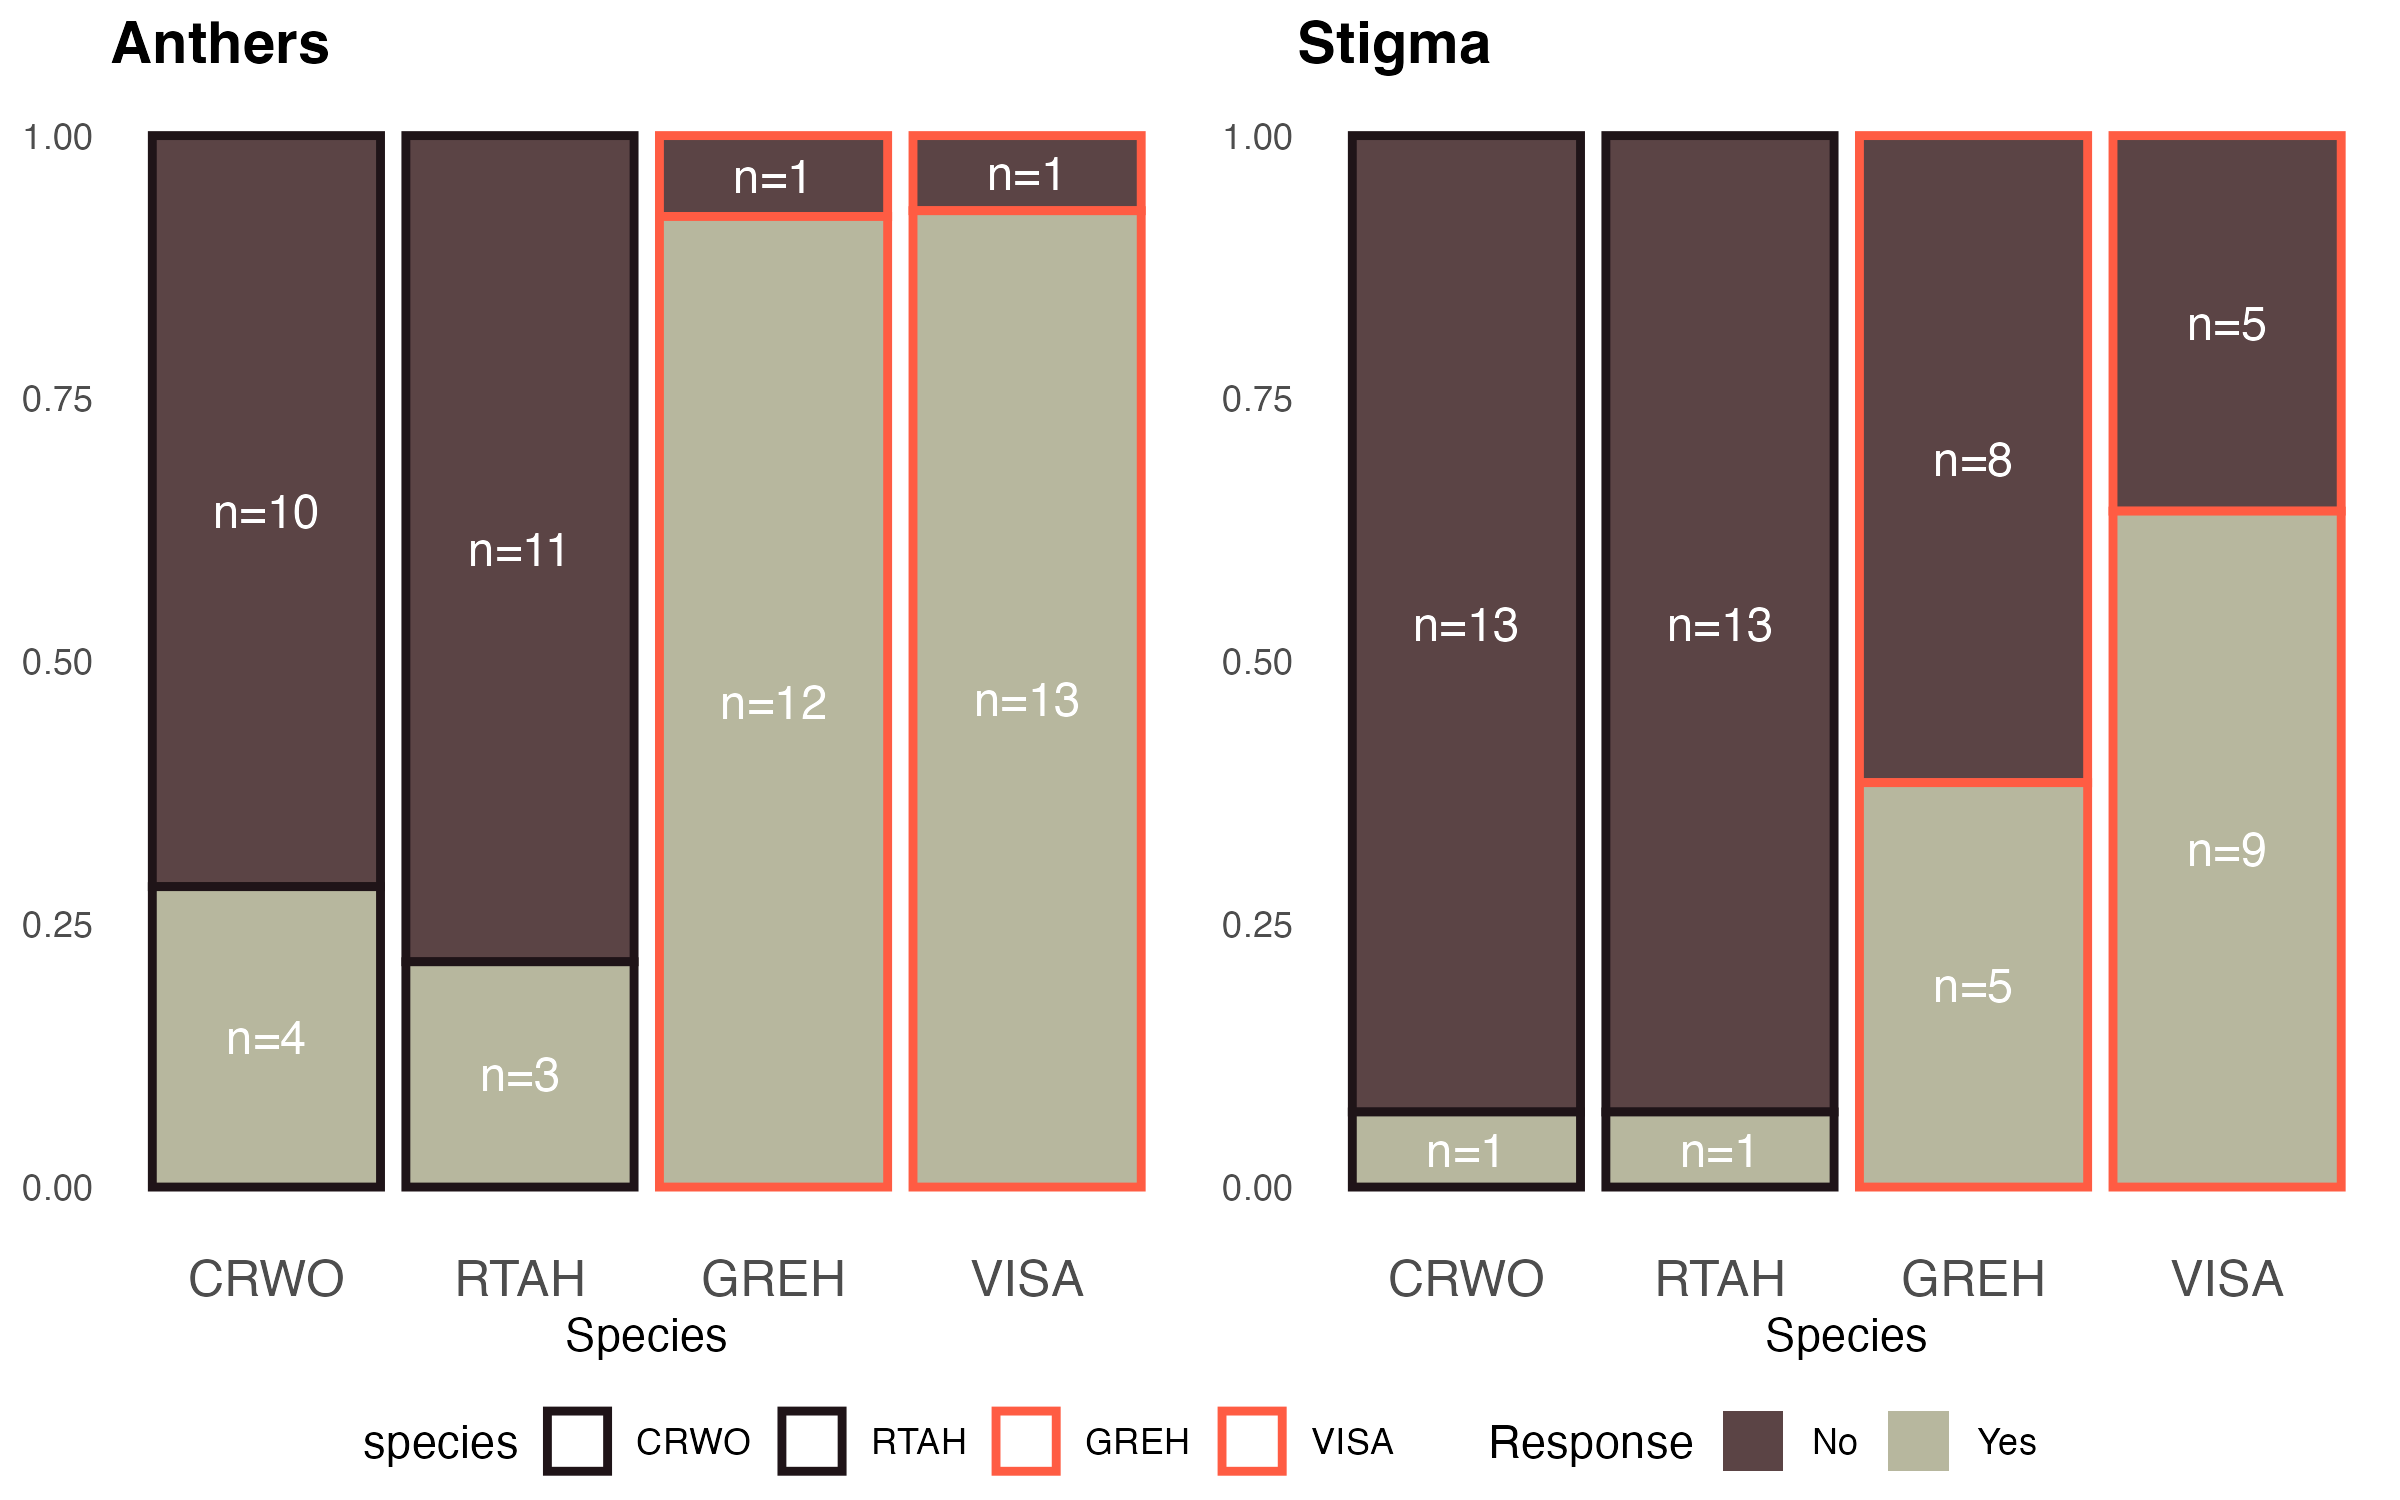 Anthers
1.00
0.75
0.50
0.25
0.00
n=10
n=4
n=11
n=3
n=1
n=12
n=1
n=13
CRWO RTAH GREH VISA
Species
Stigma
1.00
0.75
0.50
0.25
0.00
n=13
n=1
n=13
n=1
n=8
n=5
n=5
n=9
CRWO RTAH GREH VISA
Species
species CRWO RTAH GREH VISA
Response No Yes